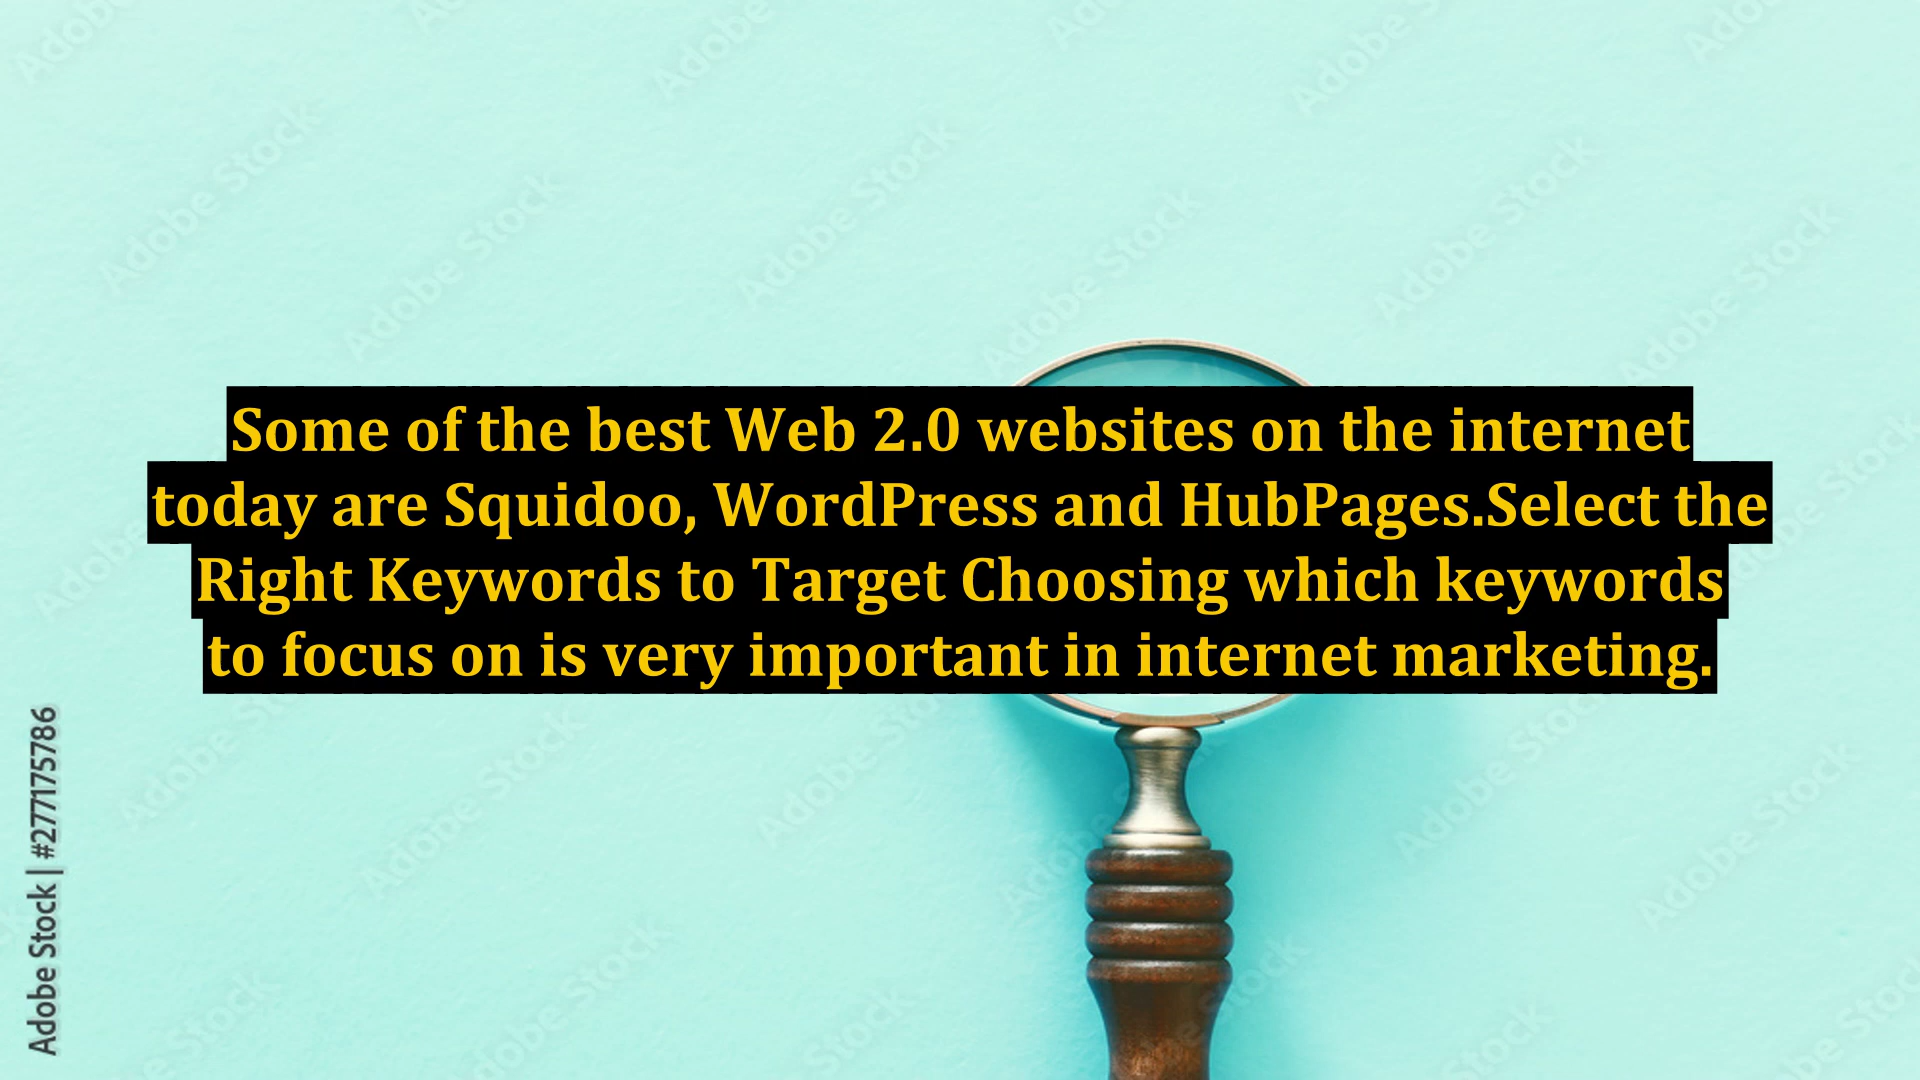 Some of the best Web 2.0 websites on the internet
today are Squidoo, WordPress and HubPages.Select the
Right Keywords to Target Choosing which keywords
to focus on is very important in internet marketing.
Adobe Stock | #277175786
Adobe Stock